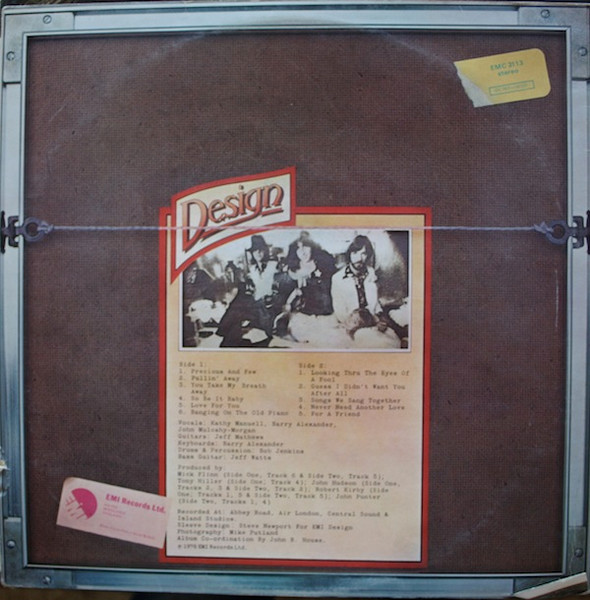 EMC 3113
stereo
Design
Side 1:
1. Precious And Few
2. Pullin' Away
3. You Take My Breath
Away
4. Go Be It Baby
5. Love For You
6. Hanging On The Old Piano
Side 2:
1. Looking Thru The Eyes Of
A Fool
2. Guess I Didn't Want You
After All
3. Songs We Sang Together
4. Never Need Another Love
5. For A Friend
Vocals: Kathy Manuell, Barry Alexander,
John Mulcahy-Morgan
Guitars: Jeff Mathews
Keyboards: Barry Alexander
Drums & Percussion: Bob Jenkins
Bass Guitar: Jeff Watts
Produced by
Mick Flinn (Side One, Track 6 & Side Two, Track 5),
Tony Hiller (Side One, Track 4); John Hudson (Side One,
Tracks 2, 5 & Side Two, Track 2); Robert Kirby (Side
One, Tracks 1, 3 & Side Two, Track 3); John Punter
(Side Two, Tracks 1, 4)
Recorded At: Abbey Road, Air London, Central Sound &
Island Studios.
Sleeve Design: Steve Newport For EMI Design
Photography: Mike Putland
Album Co-ordination By John S. House.
℗ 1976 EMI Records Ltd.
EMI Records Ltd.